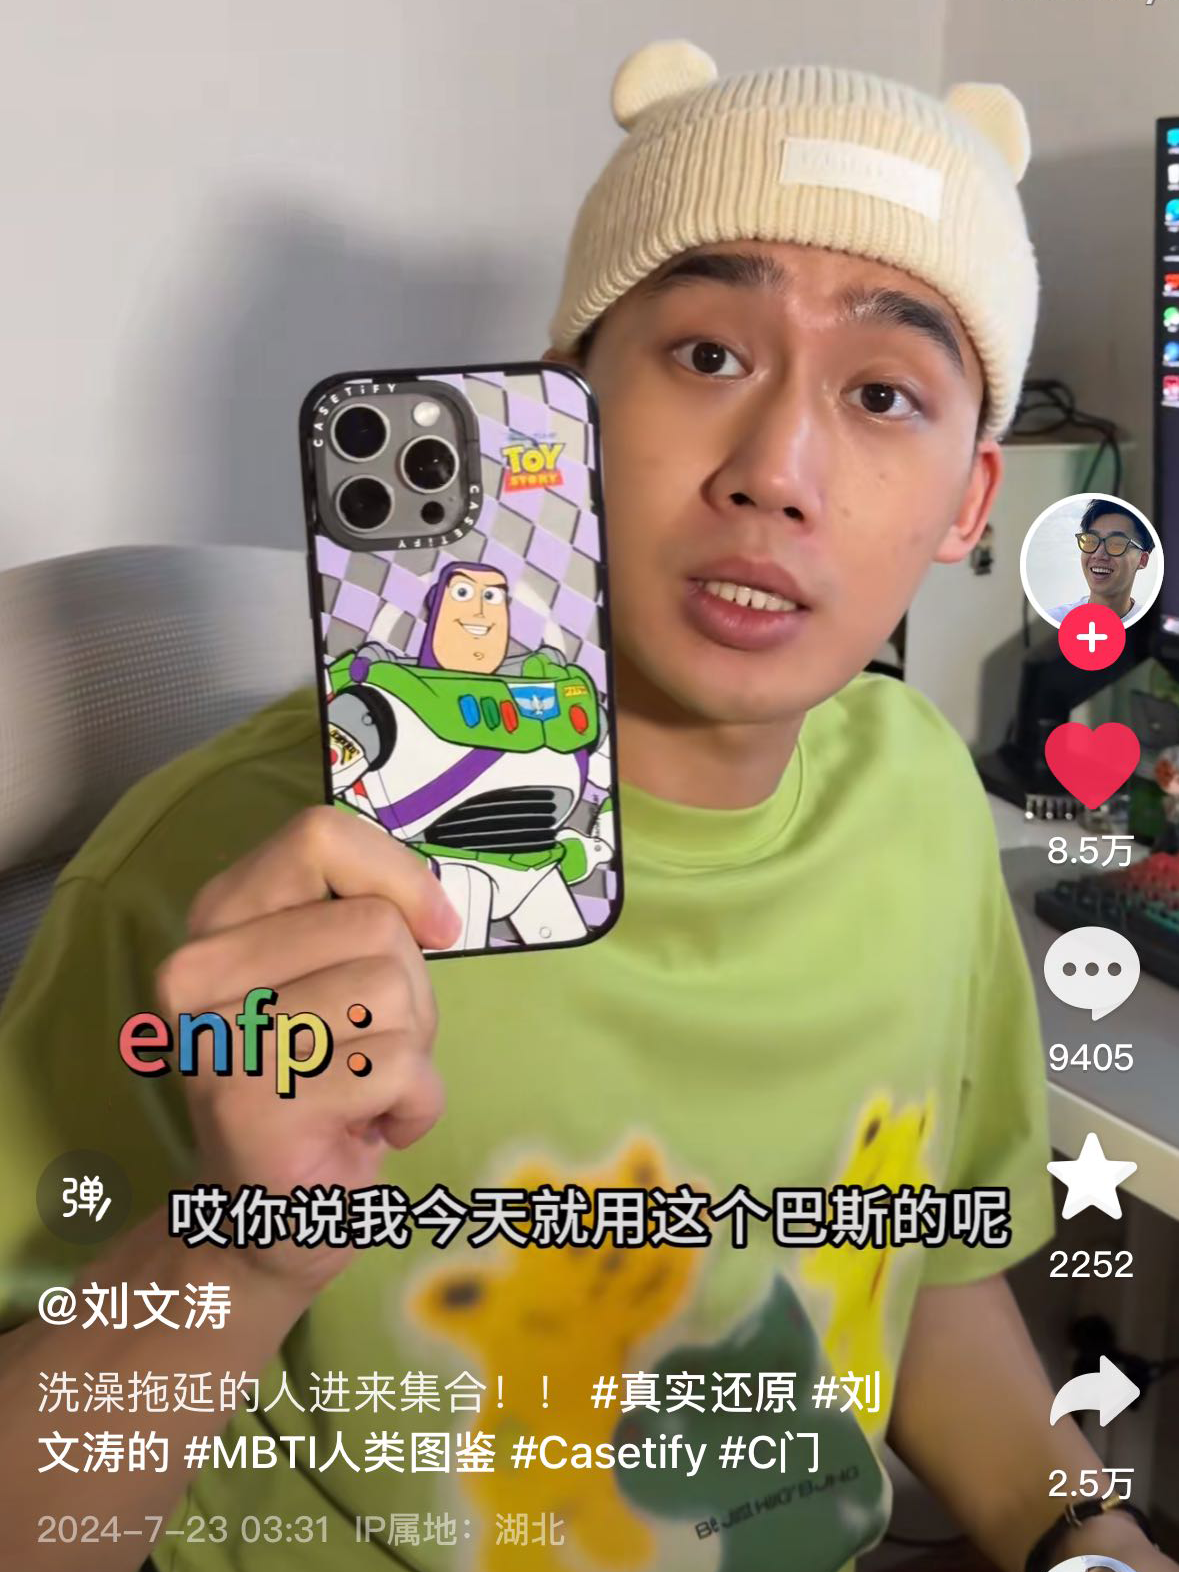 CASETiFY
CASETiFY
CASETiFY
TOY
STORY
enfp：
弹
哎你说我今天就用这个巴斯的呢
@刘文涛
洗澡拖延的人进来集合！！ #真实还原 #刘
文涛的 #MBTI人类图鉴 #Casetify #C门
2024-7-23 03:31 IP属地：湖北
8.5万
9405
2252
2.5万